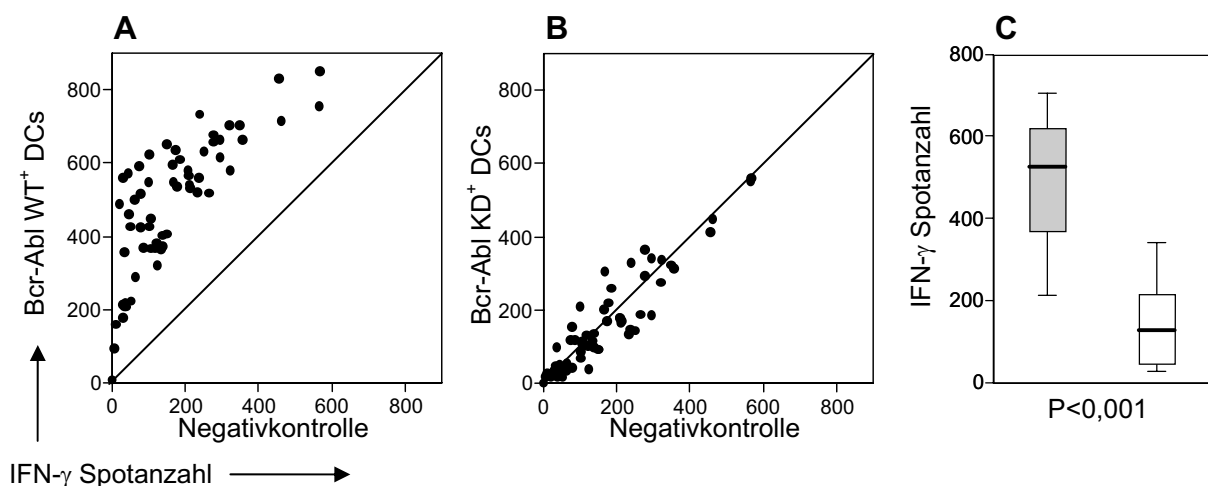 A
Bcr-Abl WT⁺ DCs
800
600
400
200
0
0 200 400 600 800
Negativkontrolle
IFN-γ Spotanzahl
B
Bcr-Abl KD⁺ DCs
800
600
400
200
0
0 200 400 600 800
Negativkontrolle
C
IFN-γ Spotanzahl
800
600
400
200
0
P<0,001